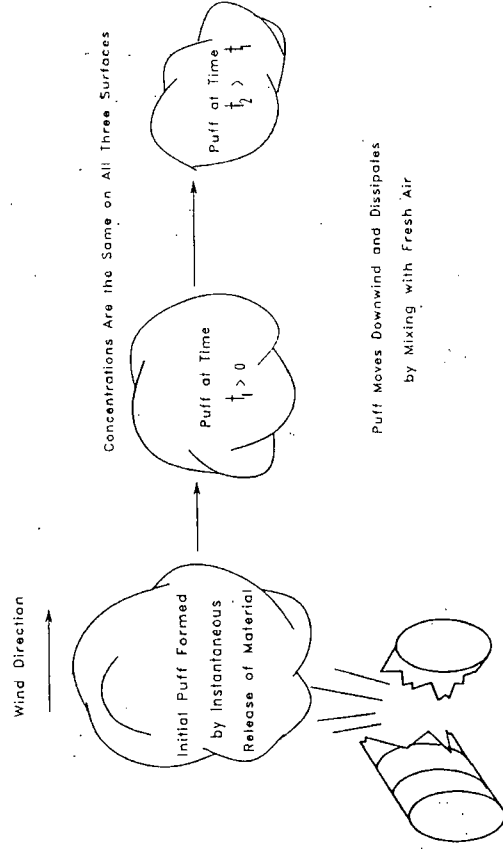 Wind Direction
Concentrations Are the Same on All Three Surfaces
Initial Puff Formed
by Instantaneous
Release of Material
Puff at Time
t₁ > 0
Puff at Time
t₂ > t₁
Puff Moves Downwind and Dissipates
by Mixing with Fresh Air